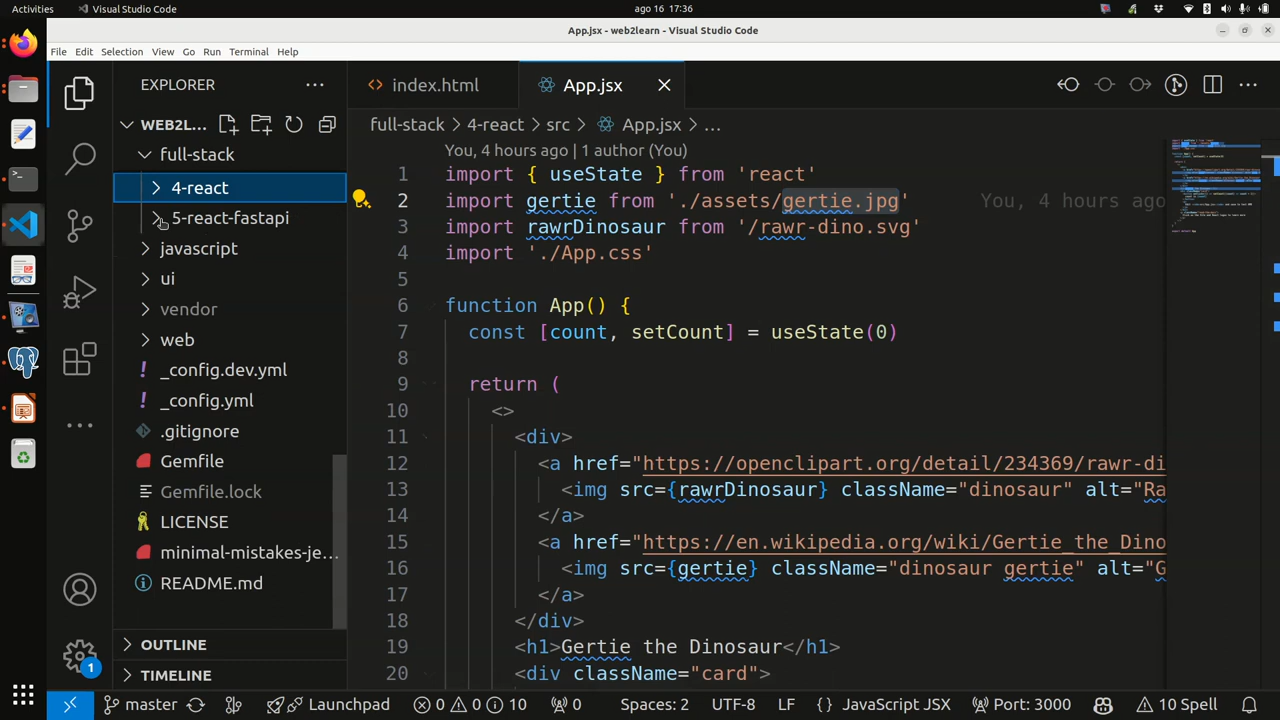 Activities
Visual Studio Code
ago 16 17:36
App.jsx - web2learn - Visual Studio Code
File Edit Selection View Go Run Terminal Help
EXPLORER
WEB2L...
full-stack
4-react
5-react-fastapi
javascript
ui
vendor
web
_config.dev.yml
_config.yml
.gitignore
Gemfile
Gemfile.lock
LICENSE
minimal-mistakes-je...
README.md
OUTLINE
TIMELINE
1
index.html
App.jsx
full-stack > 4-react > src > App.jsx > ...
You, 4 hours ago | 1 author (You)
1 import { useState } from 'react'
2 import gertie from './assets/gertie.jpg' You, 4 hours ago
3 import rawrDinosaur from '/rawr-dino.svg'
4 import './App.css'
5
6 function App() {
7 const [count, setCount] = useState(0)
8
9 return (
10 <>
11 <div>
12 <a href="https://openclipart.org/detail/234369/rawr-di
13 <img src={rawrDinosaur} className="dinosaur" alt="Ra
14 </a>
15 <a href="https://en.wikipedia.org/wiki/Gertie_the_Dino
16 <img src={gertie} className="dinosaur gertie" alt="G
17 </a>
18 </div>
19 <h1>Gertie the Dinosaur</h1>
20 <div className="card">
master Launchpad 0 0 10 0 Spaces: 2 UTF-8 LF {} JavaScript JSX Port: 3000 10 Spell